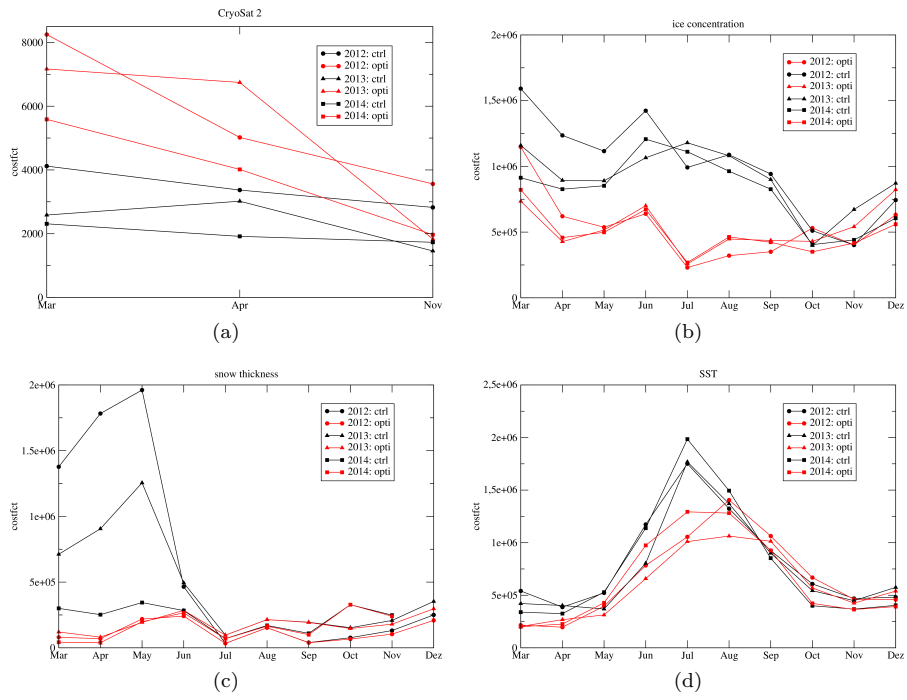 CryoSat 2
8000
6000
4000
2000
0
costfct
Mar Apr Nov
2012: ctrl
2012: opti
2013: ctrl
2013: opti
2014: ctrl
2014: opti
(a)
ice concentration
2e+06
1,5e+06
1e+06
5e+05
0
costfct
Mar Apr May Jun Jul Aug Sep Oct Nov Dez
2012: opti
2012: ctrl
2013: opti
2013: ctrl
2014: ctrl
2014: opti
(b)
snow thickness
2e+06
1,5e+06
1e+06
5e+05
0
costfct
Mar Apr May Jun Jul Aug Sep Oct Nov Dez
2012: ctrl
2012: opti
2013: ctrl
2013: opti
2014: ctrl
2014: opti
(c)
SST
2,5e+06
2e+06
1,5e+06
1e+06
5e+05
0
costfct
Mar Apr May Jun Jul Aug Sep Oct Nov Dez
2012: ctrl
2012: opti
2013: ctrl
2013: opti
2014: ctrl
2014: opti
(d)